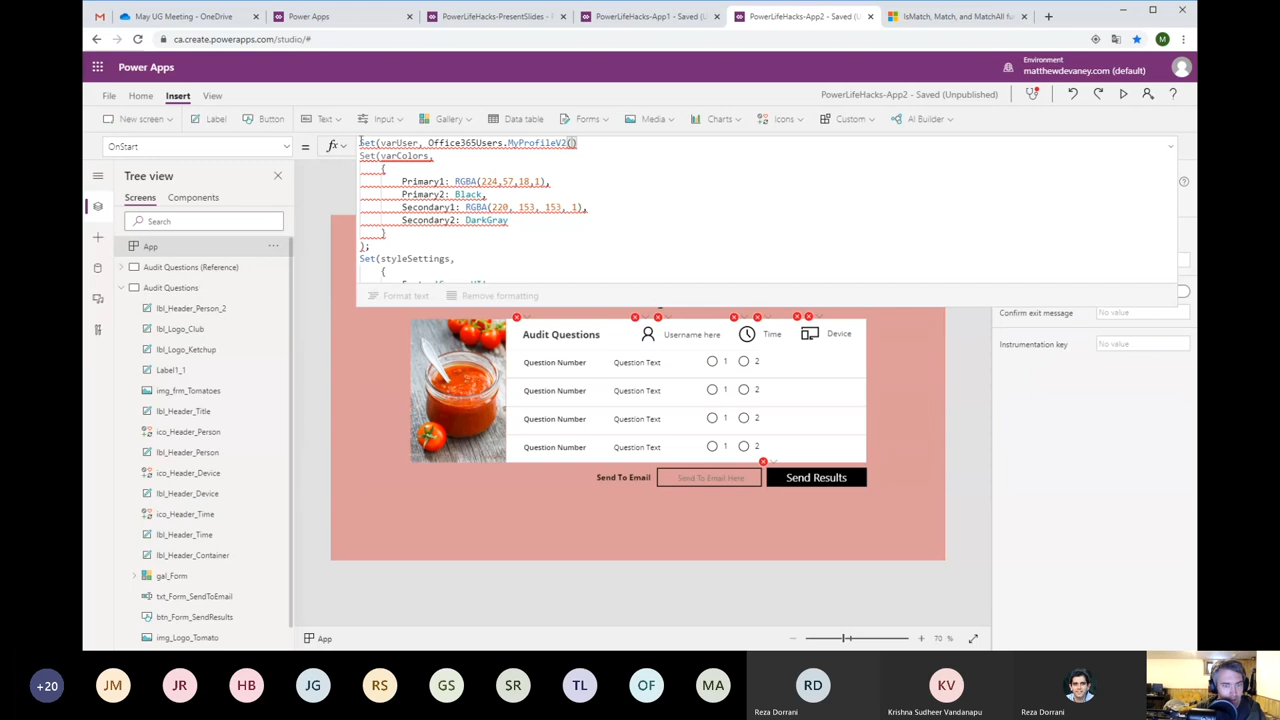 May UG Meeting - OneDrive
Power Apps
PowerLifeHacks-PresentSlides - F
PowerLifeHacks-App1 - Saved (U
PowerLifeHacks-App2 - Saved (U
IsMatch, Match, and MatchAll fu
ca.create.powerapps.com/studio/#
M
Power Apps
Environment
matthewdevaney.com (default)
File
Home
Insert
View
PowerLifeHacks-App2 - Saved (Unpublished)
New screen
Label
Button
Text
Input
Gallery
Data table
Forms
Media
Charts
Icons
AI Builder
OnStart
=
fx
Set(varUser, Office365Users.MyProfileV2()
Set(varColors,
{
Primary1: RGBA(224,57,18,1),
Primary2: Black,
Secondary1: RGBA(220, 153, 153, 1),
Secondary2: DarkGray
}
);
Set(styleSettings,
{
Format text
Remove formatting
Tree view
Screens
Components
Search
App
Audit Questions (Reference)
Audit Questions
lbl_Header_Person_2
lbl_Logo_Club
lbl_Logo_Ketchup
Label1_1
img_frm_Tomatoes
lbl_Header_Title
ico_Header_Person
lbl_Header_Person
ico_Header_Device
lbl_Header_Device
ico_Header_Time
lbl_Header_Time
lbl_Header_Container
gal_Form
txt_Form_SendToEmail
btn_Form_SendResults
img_Logo_Tomato
Audit Questions
Username here
Time
Device
Question Number Question Text 1 2
Question Number Question Text 1 2
Question Number Question Text 1 2
Question Number Question Text 1 2
Send To Email
Send To Email Here
Send Results
Confirm exit message
No value
Instrumentation key
No value
App
70 %
+20
JM
JR
HB
JG
RS
GS
SR
TL
OF
MA
RD
KV
Reza Dorrani
Krishna Sudheer Vandanapu
Reza Dorrani